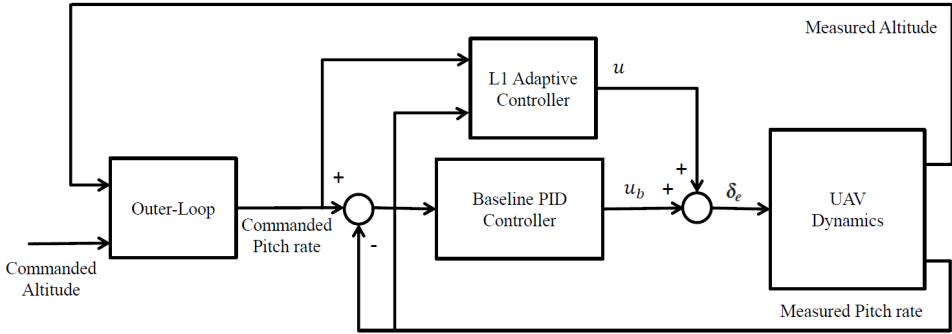 Measured Altitude
L1 Adaptive
Controller
u
+
Outer-Loop
+
Commanded
Pitch rate
-
Baseline PID
Controller
u_b
+
δ_e
UAV
Dynamics
Commanded
Altitude
Measured Pitch rate